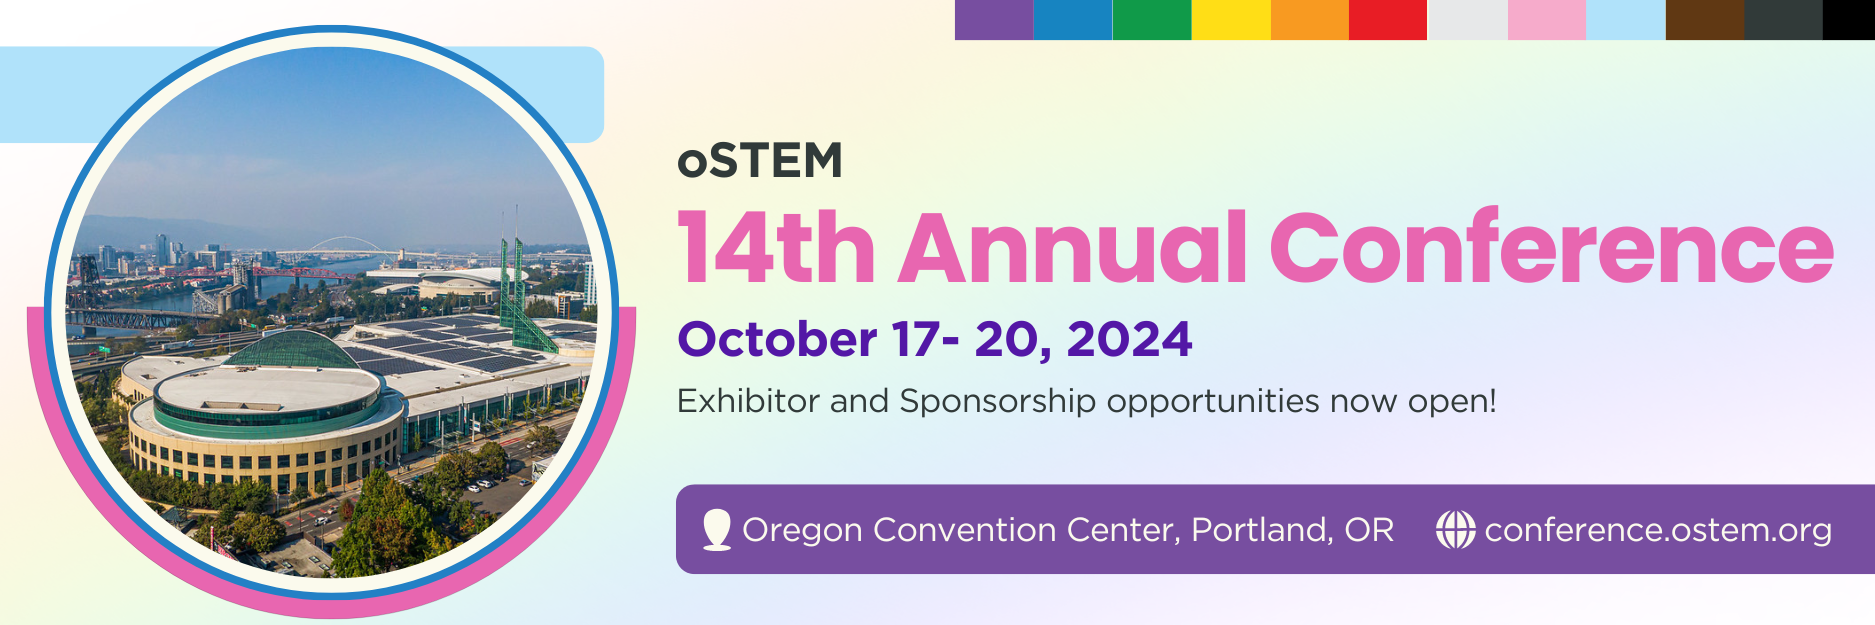 oSTEM
14th Annual Conference
October 17- 20, 2024
Exhibitor and Sponsorship opportunities now open!
Oregon Convention Center, Portland, OR
conference.ostem.org